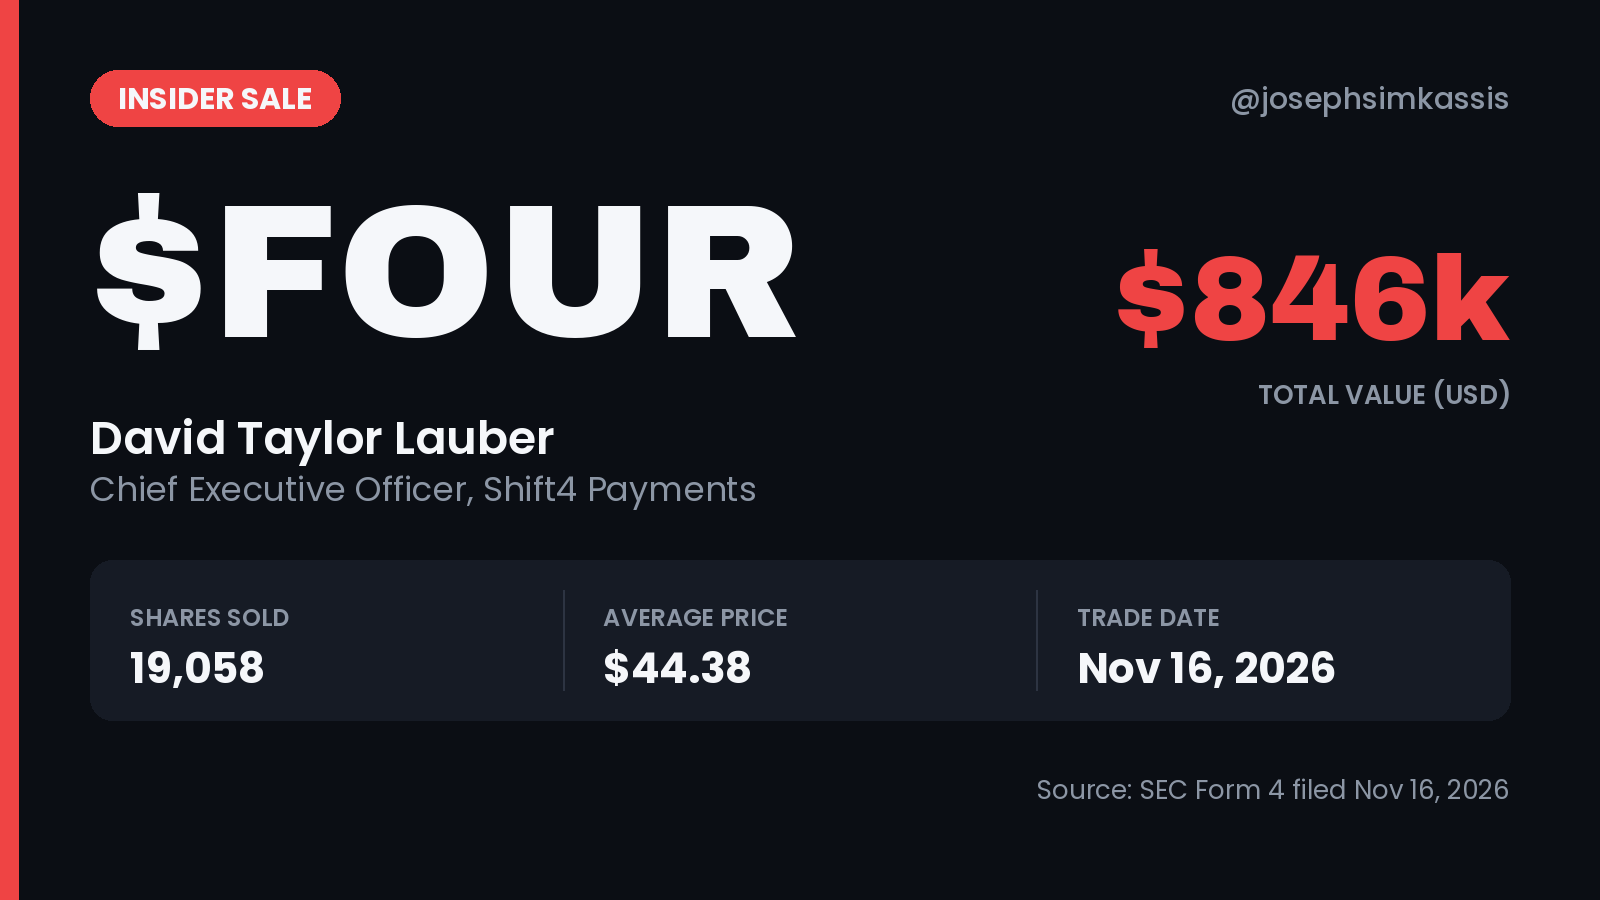 INSIDER SALE
@josephsimkassis
$FOUR
$846k
TOTAL VALUE (USD)
David Taylor Lauber
Chief Executive Officer, Shift4 Payments
SHARES SOLD
19,058
AVERAGE PRICE
$44.38
TRADE DATE
Nov 16, 2026
Source: SEC Form 4 filed Nov 16, 2026